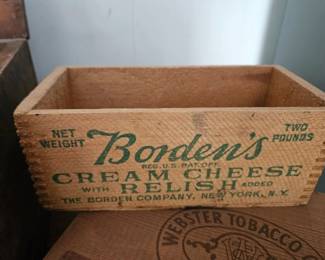 NET WEIGHT
TWO POUNDS
Borden's
REG. U.S. PAT. OFF.
CREAM CHEESE
WITH RELISH ADDED
THE BORDEN COMPANY, NEW YORK, N.Y.
WEBSTER TOBACCO